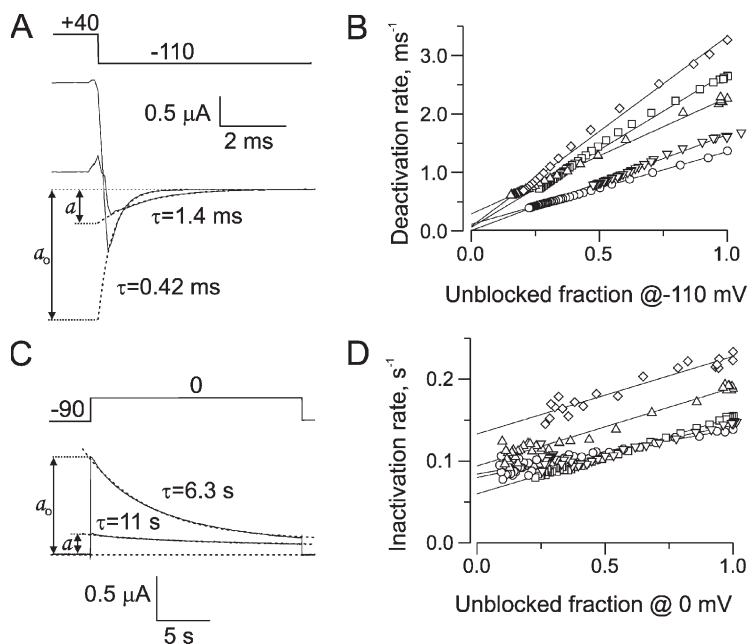 A
+40
-110
0.5 μA
2 ms
a
aₒ
τ=1.4 ms
τ=0.42 ms
B
Deactivation rate, ms⁻¹
3.0
2.0
1.0
0.0
0.0 0.5 1.0
Unblocked fraction @-110 mV
C
-90
0
aₒ
a
τ=6.3 s
τ=11 s
0.5 μA
5 s
D
Inactivation rate, s⁻¹
0.2
0.1
0.0
0.0 0.5 1.0
Unblocked fraction @ 0 mV